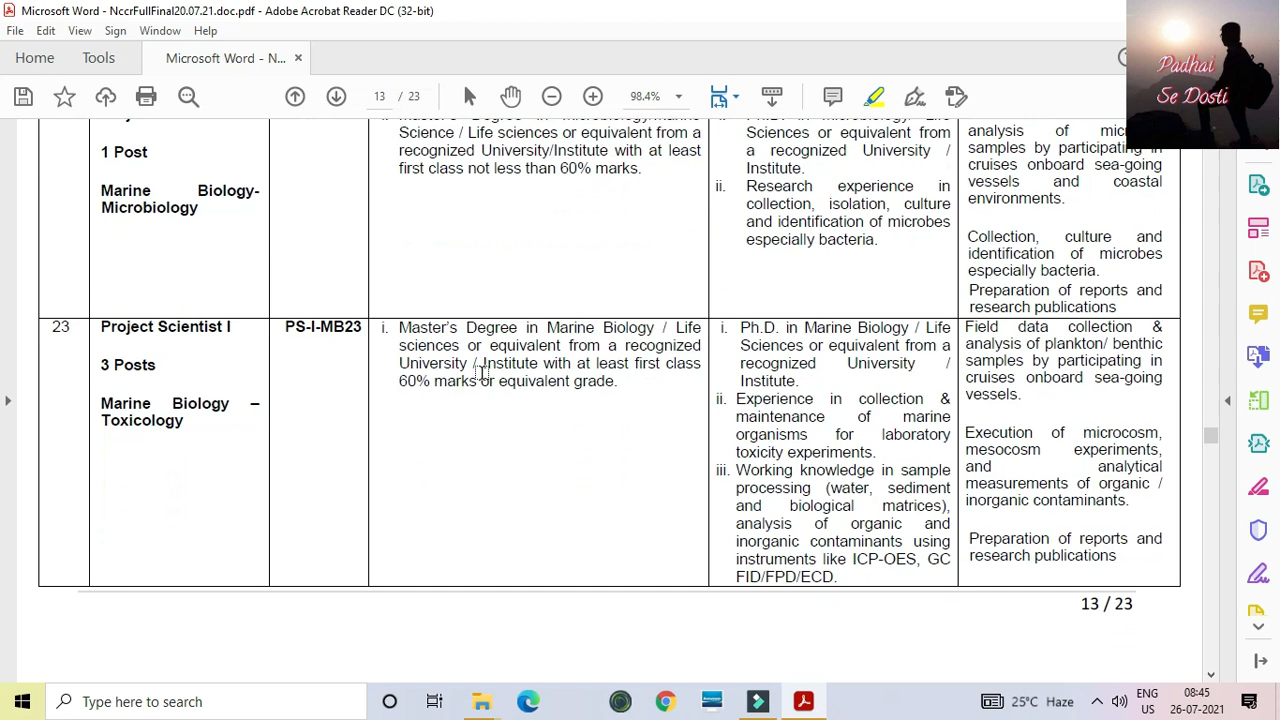 Microsoft Word - NccrFullFinal20.07.21.doc.pdf - Adobe Acrobat Reader DC (32-bit)
File Edit View Sign Window Help
Home Tools Microsoft Word - N... ×
13 / 23 98.4%
Padhai
Se Dosti
1 Post
Marine Biology-
Microbiology
Science / Life sciences or equivalent from a
recognized University/Institute with at least
first class not less than 60% marks.
Sciences or equivalent from
a recognized University /
Institute.
ii. Research experience in
collection, isolation, culture
and identification of microbes
especially bacteria.
analysis of
samples by participating in
cruises onboard sea-going
vessels and coastal
environments.
Collection, culture and
identification of microbes
especially bacteria.
Preparation of reports and
research publications
23
Project Scientist I
3 Posts
Marine Biology –
Toxicology
PS-I-MB23
i. Master's Degree in Marine Biology / Life
sciences or equivalent from a recognized
University / Institute with at least first class
60% marks or equivalent grade.
i. Ph.D. in Marine Biology / Life
Sciences or equivalent from a
recognized University /
Institute.
ii. Experience in collection &
maintenance of marine
organisms for laboratory
toxicity experiments.
iii. Working knowledge in sample
processing (water, sediment
and biological matrices),
analysis of organic and
inorganic contaminants using
instruments like ICP-OES, GC
FID/FPD/ECD.
Field data collection &
analysis of plankton/ benthic
samples by participating in
cruises onboard sea-going
vessels.
Execution of microcosm,
mesocosm experiments,
and analytical
measurements of organic /
inorganic contaminants.
Preparation of reports and
research publications
13 / 23
Type here to search
25°C Haze
ENG
IN
08:45
26-07-2021